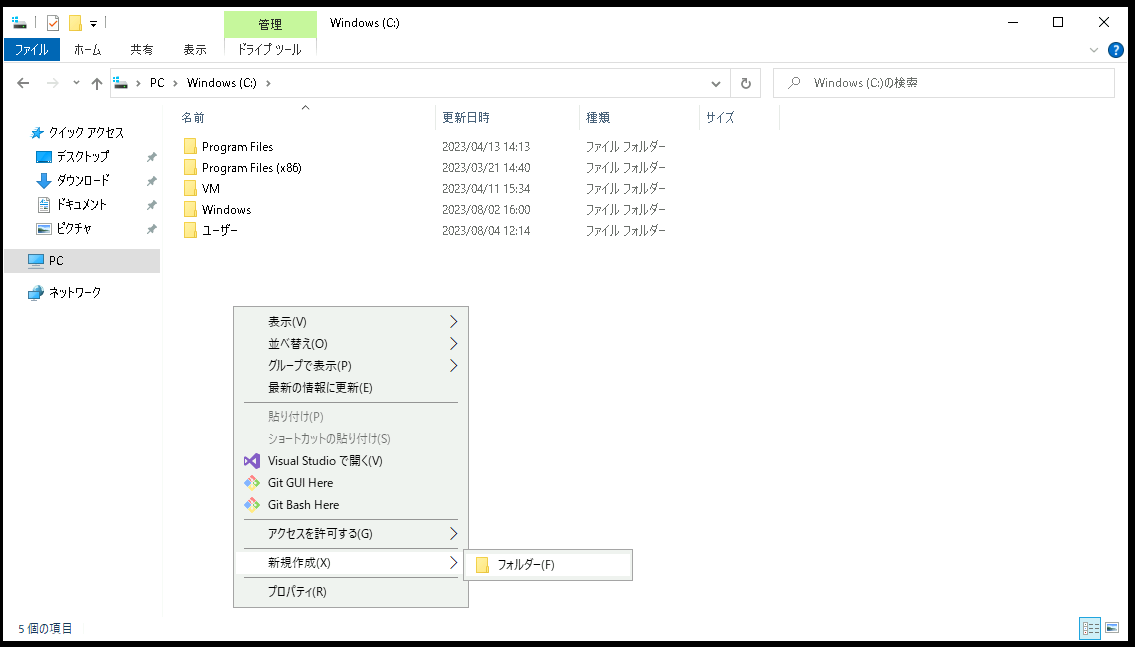 管理
Windows (C:)
ファイル
ホーム
共有
表示
ドライブ ツール
?
PC
Windows (C:)
Windows (C:)の検索
名前
更新日時
種類
サイズ
クイック アクセス
デスクトップ
ダウンロード
ドキュメント
ピクチャ
PC
ネットワーク
Program Files 2023/04/13 14:13 ファイル フォルダー
Program Files (x86) 2023/03/21 14:40 ファイル フォルダー
VM 2023/04/11 15:34 ファイル フォルダー
Windows 2023/08/02 16:00 ファイル フォルダー
ユーザー 2023/08/04 12:14 ファイル フォルダー
表示(V)
並べ替え(O)
グループで表示(P)
最新の情報に更新(E)
貼り付け(P)
ショートカットの貼り付け(S)
Visual Studio で開く(V)
Git GUI Here
Git Bash Here
アクセスを許可する(G)
新規作成(X)
フォルダー(F)
プロパティ(R)
5 個の項目